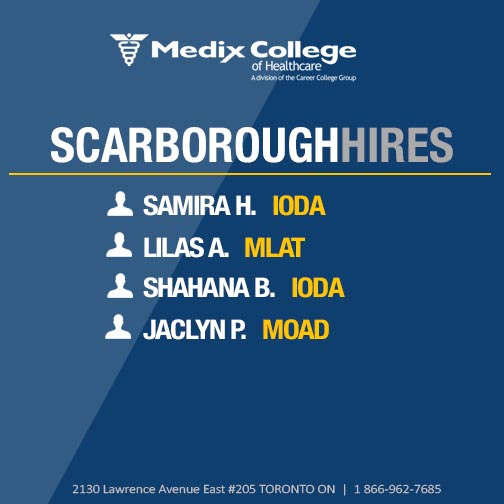 Medix College
of Healthcare
A division of the Career College Group
SCARBOROUGHHIRES
SAMIRA H. IODA
LILAS A. MLAT
SHAHANA B. IODA
JACLYN P. MOAD
2130 Lawrence Avenue East #205 TORONTO ON | 1 866-962-7685